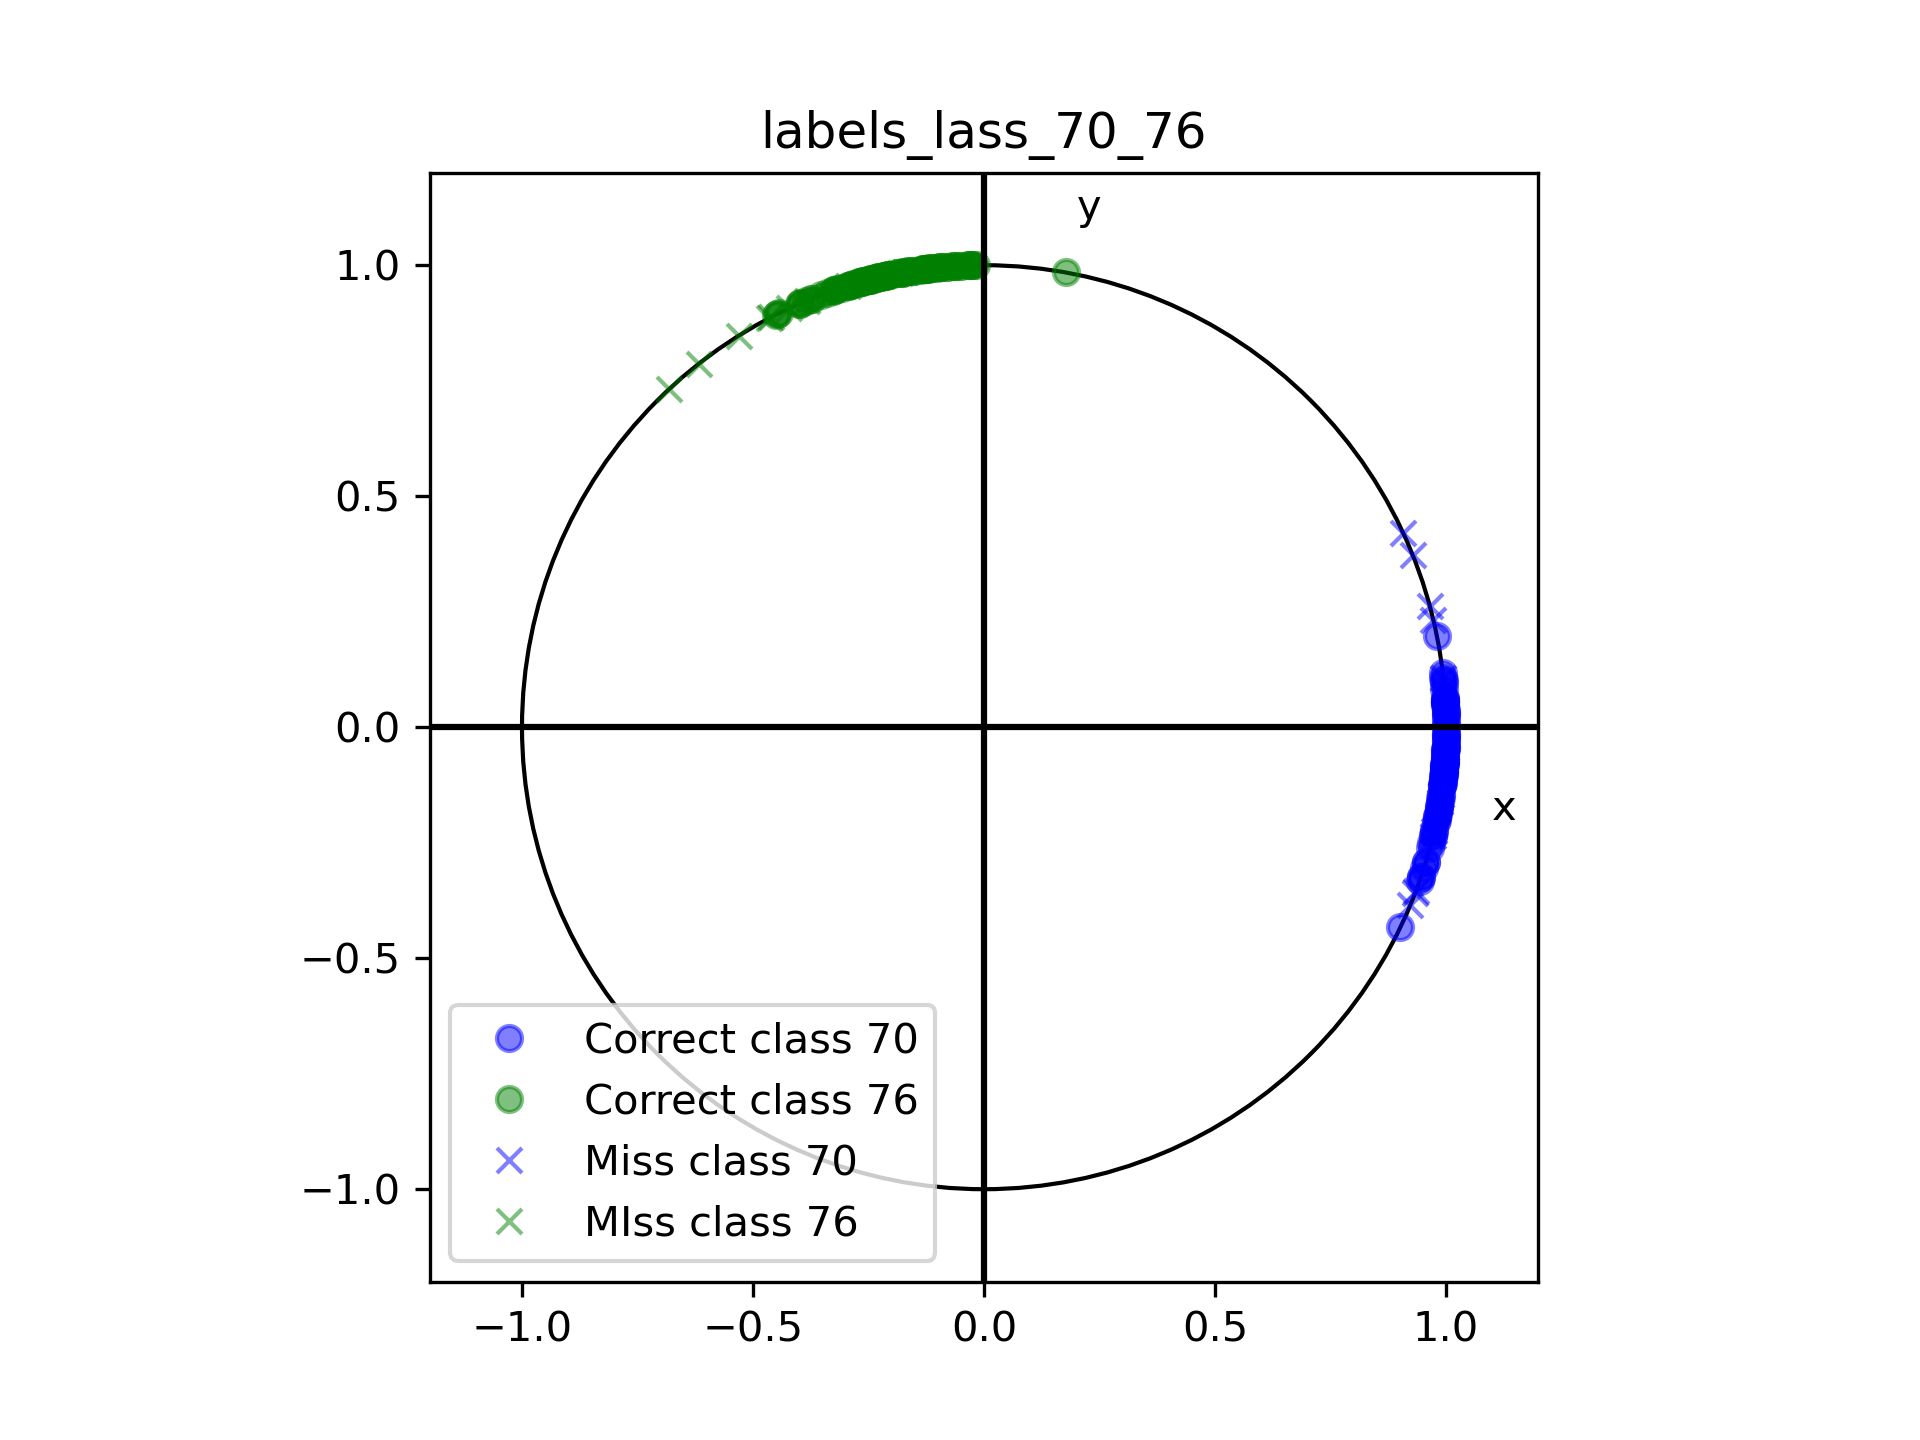 labels_lass_70_76
y
1.0
0.5
0.0
x
−0.5
−1.0
Correct class 70
Correct class 76
Miss class 70
MIss class 76
−1.0 −0.5 0.0 0.5 1.0